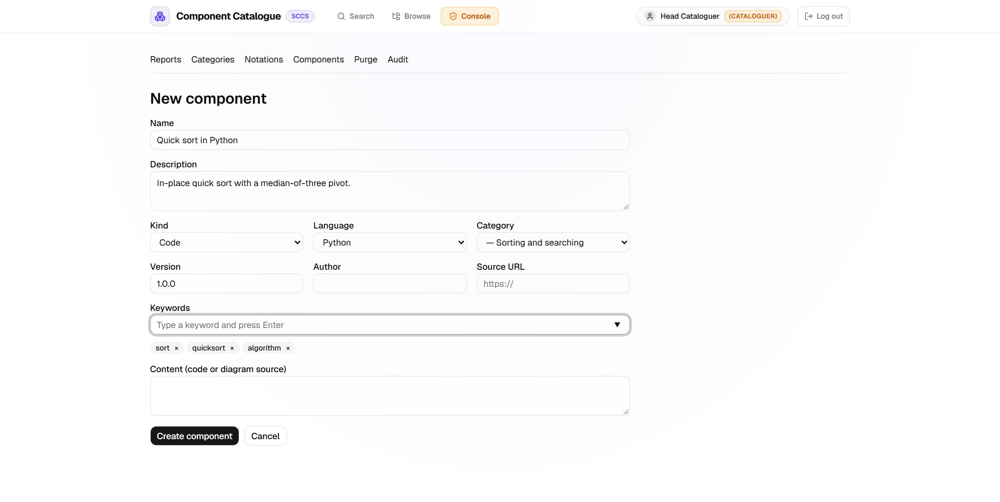 Component Catalogue SCCS Search Browse Console Head Cataloguer (CATALOGUER) Log out
Reports Categories Notations Components Purge Audit
New component
Name
Quick sort in Python
Description
In-place quick sort with a median-of-three pivot.
Kind Language Category
Code Python — Sorting and searching
Version Author Source URL
1.0.0 https://
Keywords
Type a keyword and press Enter
sort × quicksort × algorithm ×
Content (code or diagram source)
Create component Cancel